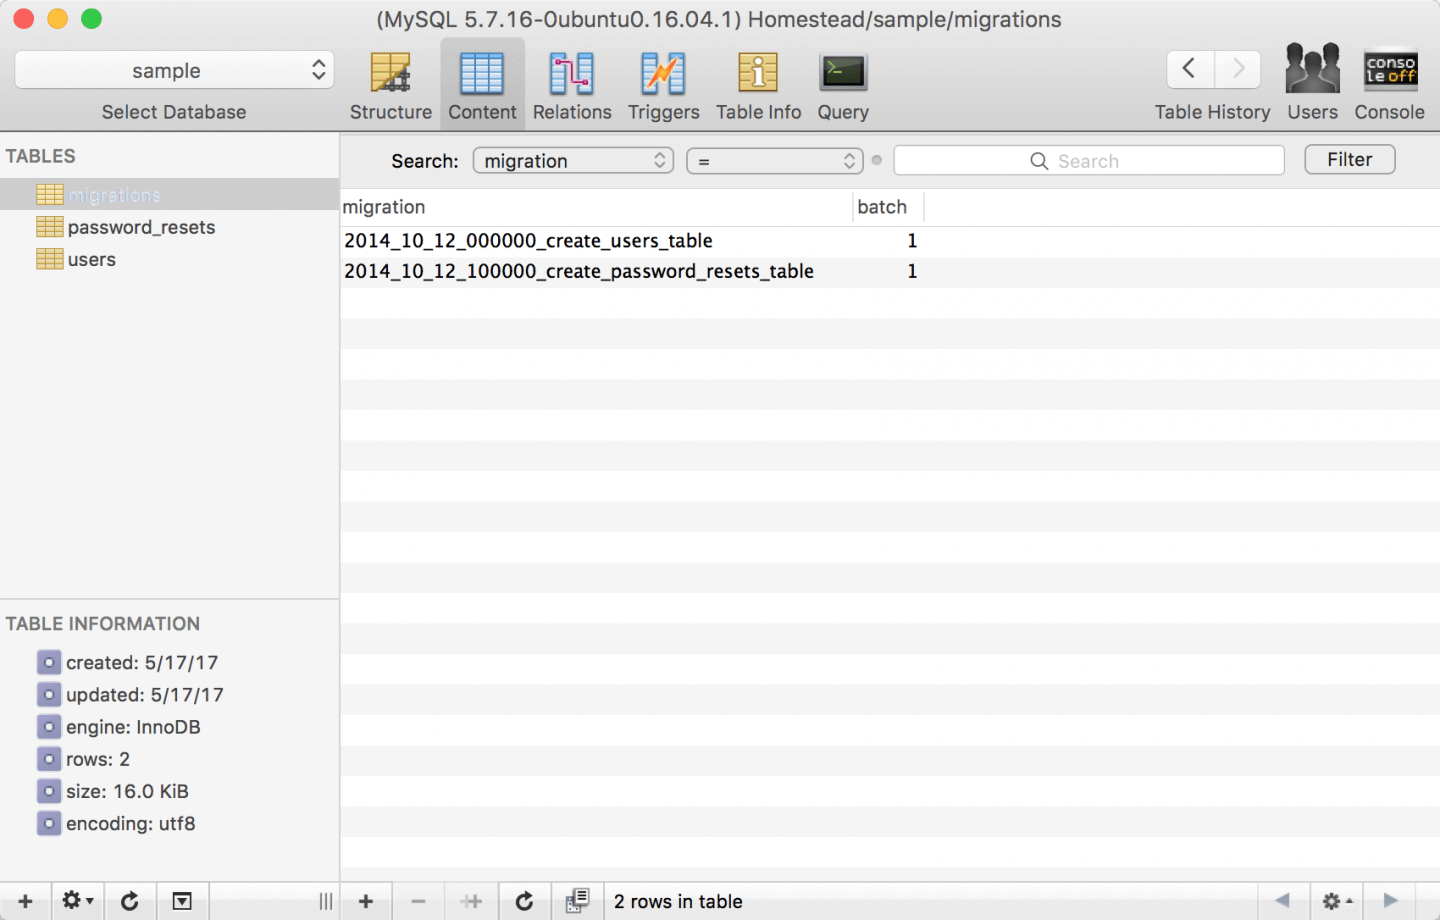 (MySQL 5.7.16-0ubuntu0.16.04.1) Homestead/sample/migrations
sample
Select Database
Structure
Content
Relations
Triggers
Table Info
Query
Table History
Users
conso
le off
Console
TABLES
migrations
password_resets
users
Search:
migration
=
Search
Filter
migration batch
2014_10_12_000000_create_users_table 1
2014_10_12_100000_create_password_resets_table 1
TABLE INFORMATION
created: 5/17/17
updated: 5/17/17
engine: InnoDB
rows: 2
size: 16.0 KiB
encoding: utf8
2 rows in table